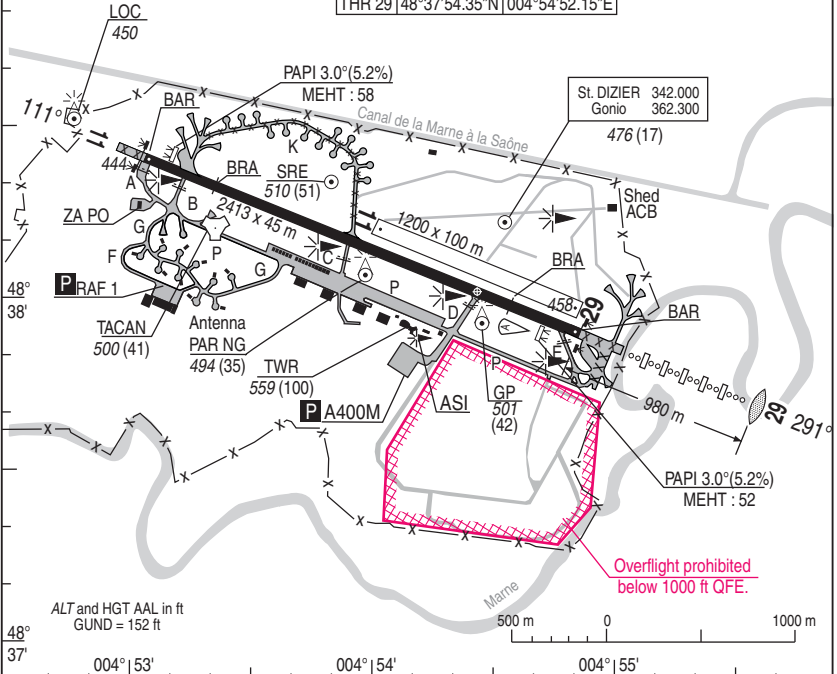 THR 29 48°37'54.35"N 004°54'52.15"E
LOC
450
PAPI 3.0°(5.2%)
MEHT : 58
St. DIZIER 342.000
Gonio 362.300
476 (17)
111°
11
BAR
Canal de la Marne à la Saône
K
444
BRA
SRE
510 (51)
A
B
Shed
ACB
ZA PO
2413 x 45 m
11
1200 x 100 m
G
P
C
F
G
BRA
P
48°
38'
P RAF 1
D
458
29
BAR
A
TACAN
500 (41)
Antenna
PAR NG
494 (35)
E
P
TWR
559 (100)
GP
501
(42)
ASI
P A400M
980 m
29
291°
PAPI 3.0°(5.2%)
MEHT : 52
Overflight prohibited
below 1000 ft QFE.
Marne
ALT and HGT AAL in ft
GUND = 152 ft
500 m
0
1000 m
48°
37'
004° 53'
004° 54'
004° 55'